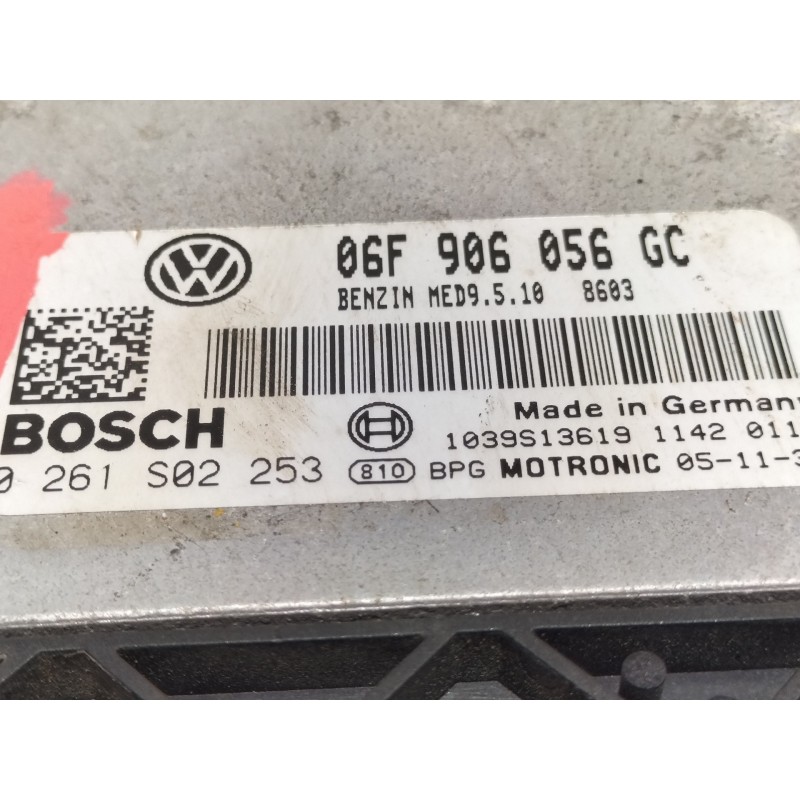 VW
06F 906 056 GC
BENZIN MED9.5.10 8603
BOSCH
Made in German
1039S13619 1142 011
0 261 S02 253 810 BPG MOTRONIC 05-11-3